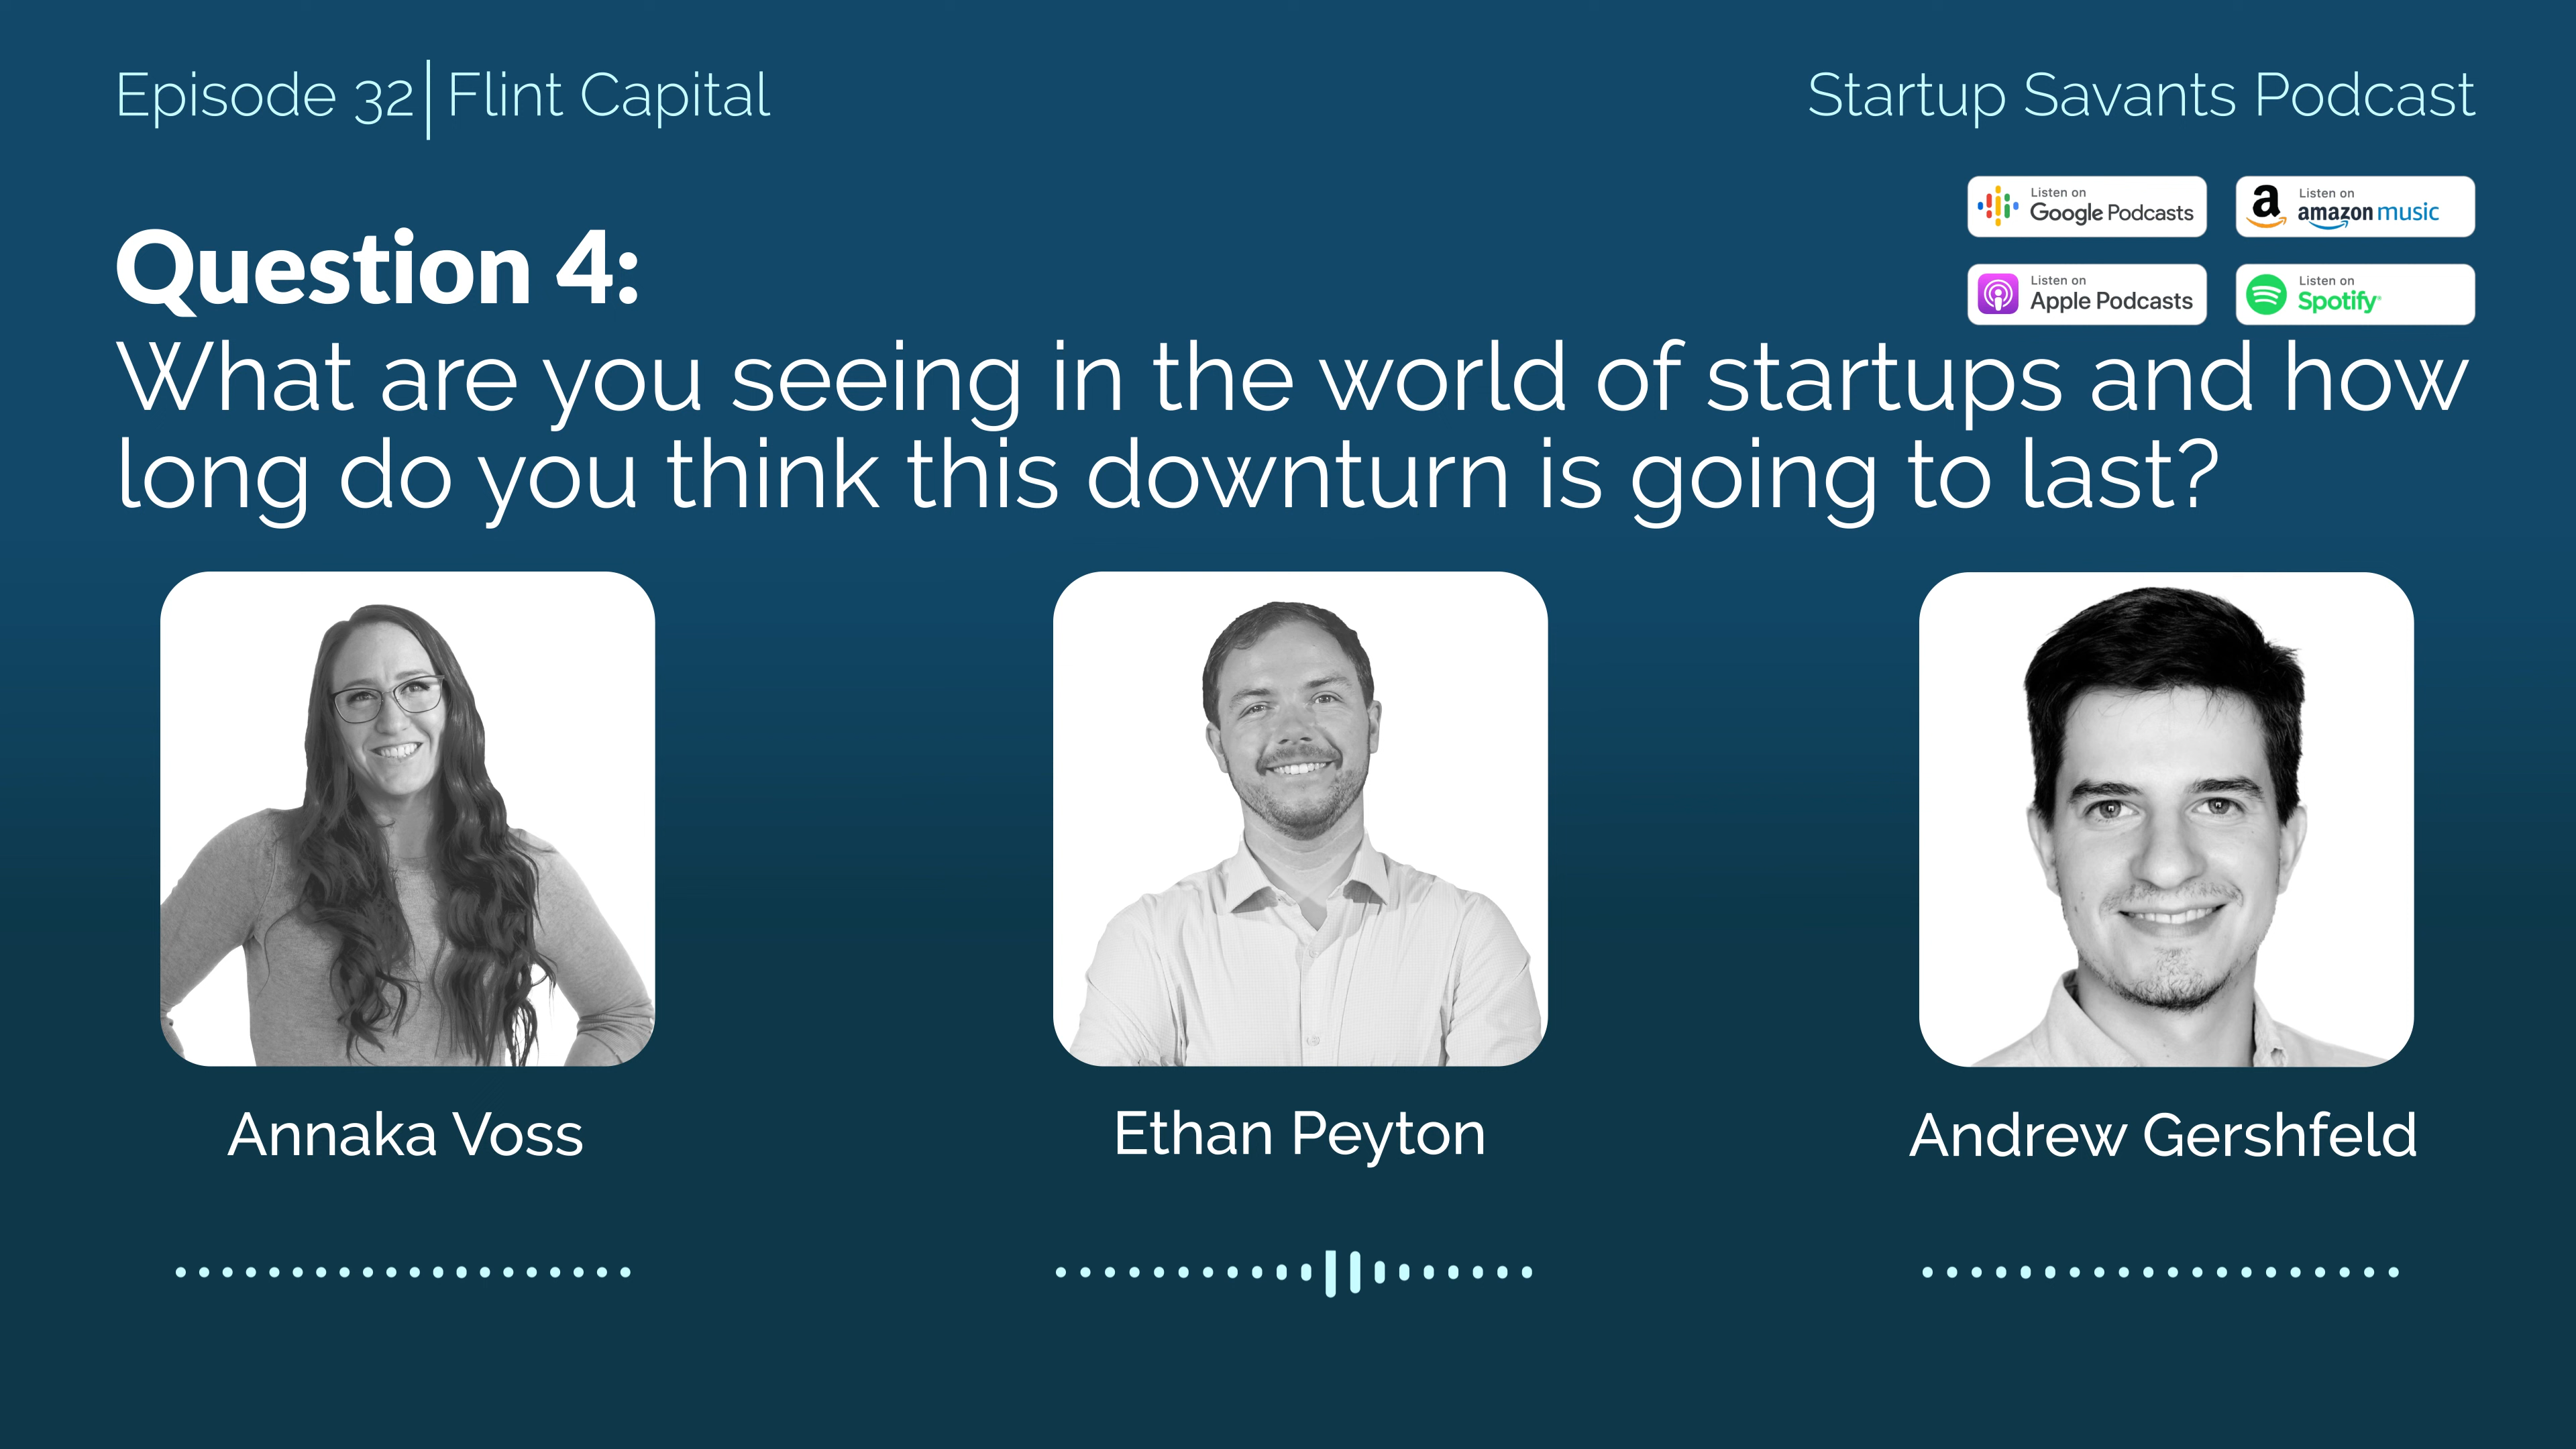 Episode 32 | Flint Capital
Startup Savants Podcast
Listen on
Google Podcasts
Listen on
amazon music
Listen on
Apple Podcasts
Listen on
Spotify
Question 4:
What are you seeing in the world of startups and how
long do you think this downturn is going to last?
Annaka Voss
Ethan Peyton
Andrew Gershfeld